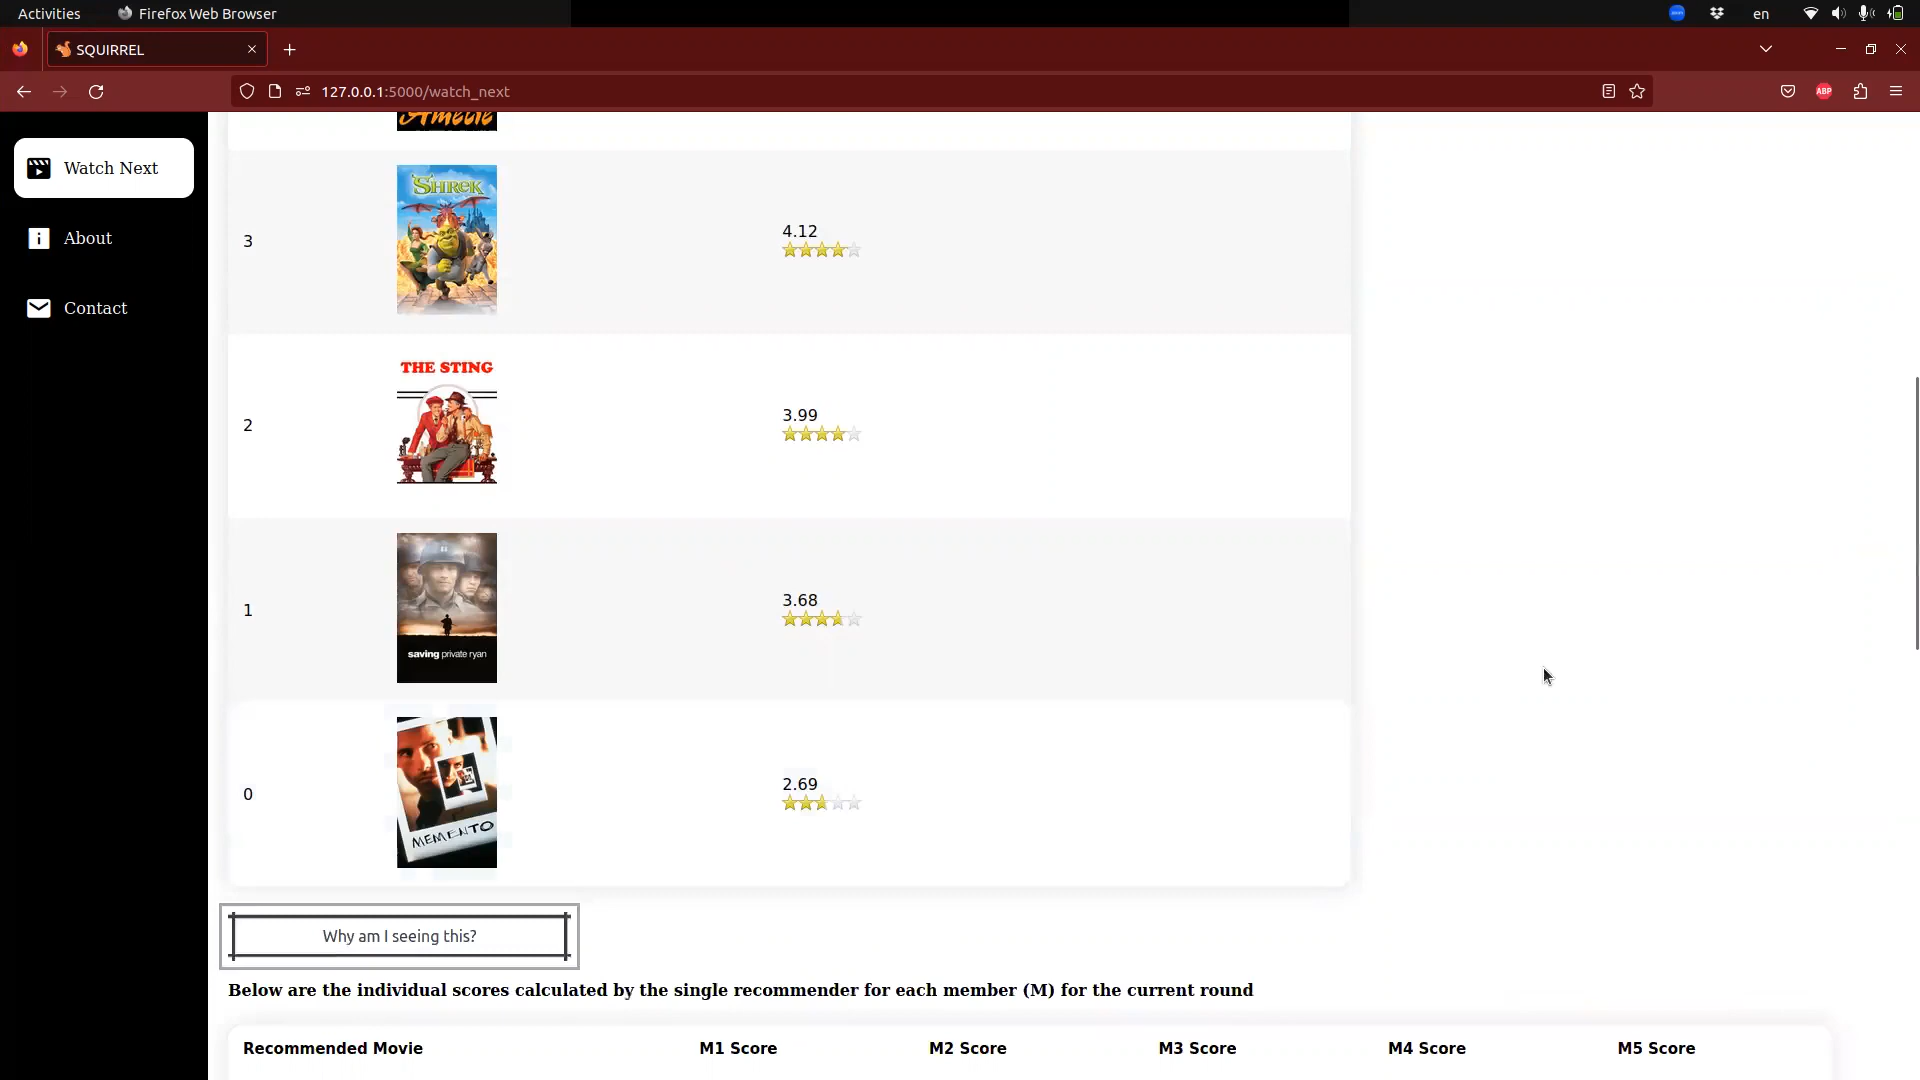 Activities Firefox Web Browser en
SQUIRREL
127.0.0.1:5000/watch_next ABP
Amelie
Watch Next
About
Contact
SHREK
3 4.12
THE STING
2 3.99
1 3.68
saving private ryan
0 2.69
MEMENTO
Why am I seeing this?
Below are the individual scores calculated by the single recommender for each member (M) for the current round
Recommended Movie M1 Score M2 Score M3 Score M4 Score M5 Score